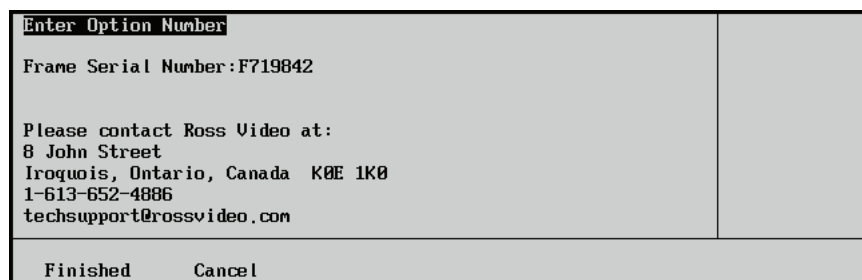 Enter Option Number
Frame Serial Number:F719842
Please contact Ross Video at:
8 John Street
Iroquois, Ontario, Canada  K0E 1K0
1-613-652-4886
techsupport@rossvideo.com
Finished Cancel